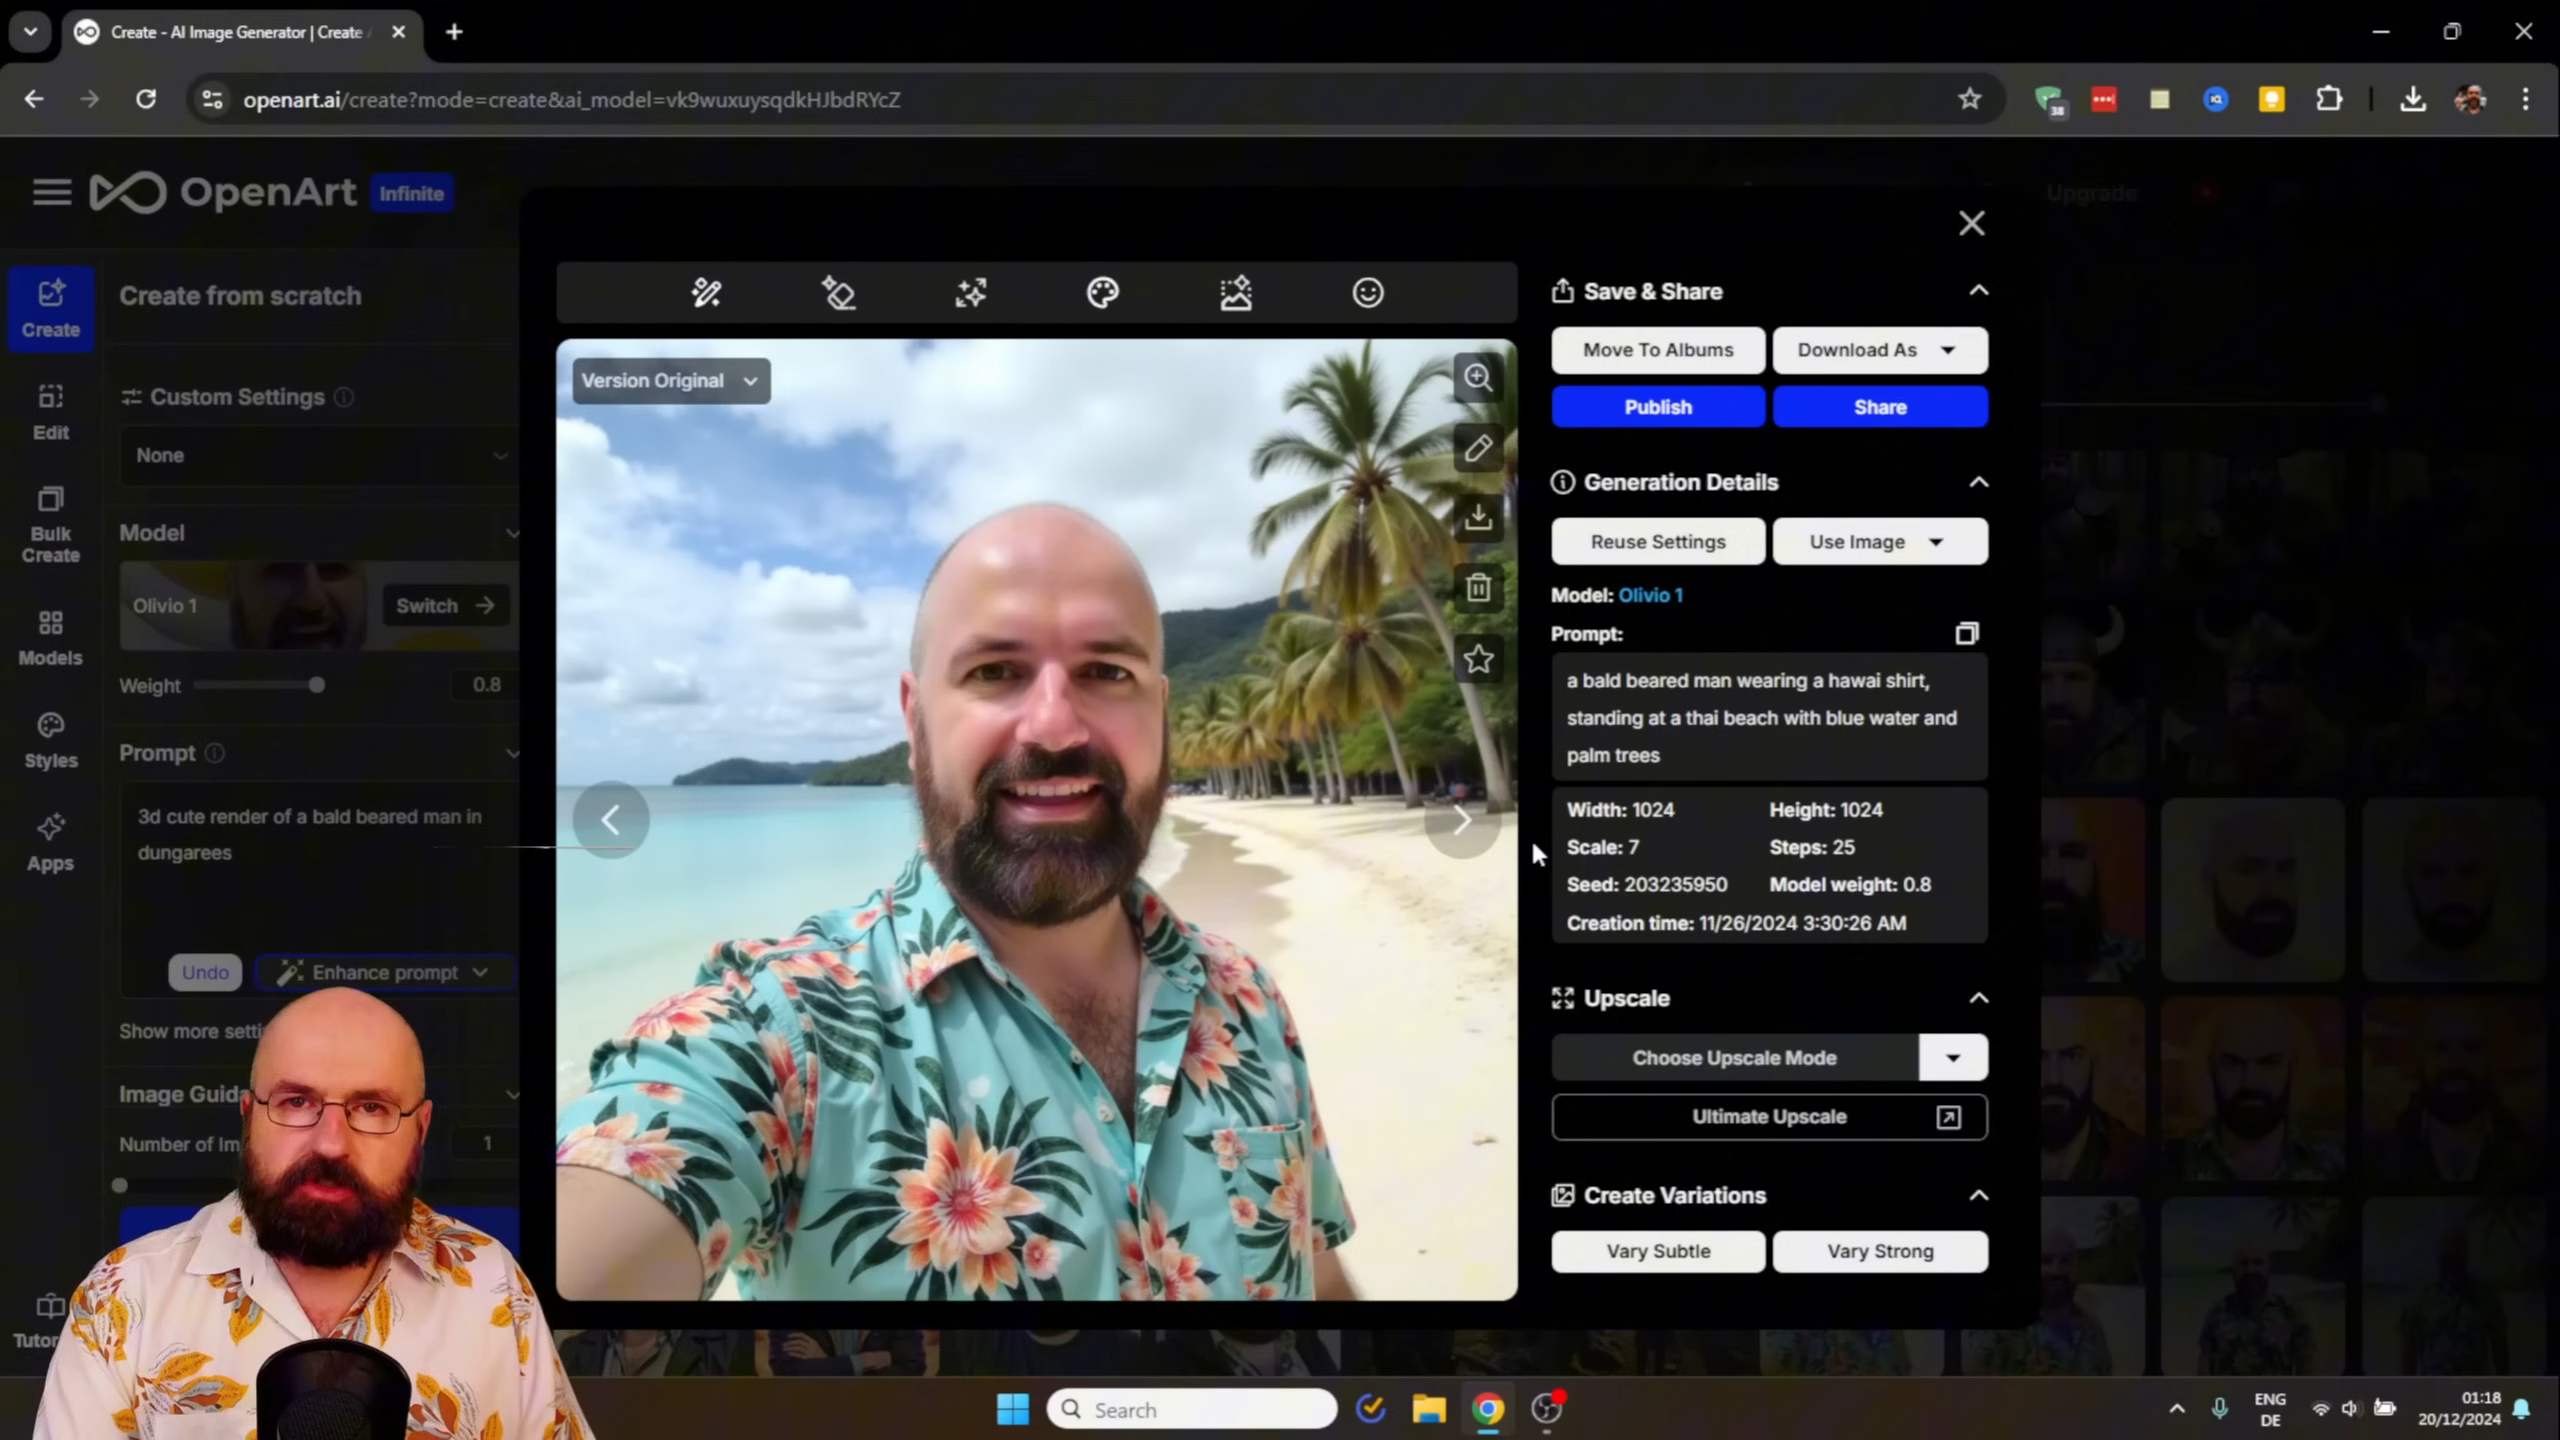 Create - AI Image Generator | Create
openart.ai/create?mode=create&ai_model=vk9wuxuysqdkHJbdRYcZ
38
OpenArt Infinite
Upgrade
Create
Edit
Bulk
Create
Models
Styles
Apps
Create from scratch
Custom Settings
None
Model
Olivio 1
Switch
Weight
0.8
Prompt
3d cute render of a bald beared man in
dungarees
Undo
Enhance prompt
Show more
Image
Number of
1
Version Original
Save & Share
Move To Albums
Download As
Publish
Share
Generation Details
Reuse Settings
Use Image
Model: Olivio 1
Prompt:
a bald beared man wearing a hawai shirt,
standing at a thai beach with blue water and
palm trees
Width: 1024
Height: 1024
Scale: 7
Steps: 25
Seed: 203235950
Model weight: 0.8
Creation time: 11/26/2024 3:30:26 AM
Upscale
Choose Upscale Mode
Ultimate Upscale
Create Variations
Vary Subtle
Vary Strong
Search
ENG
DE
01:18
20/12/2024